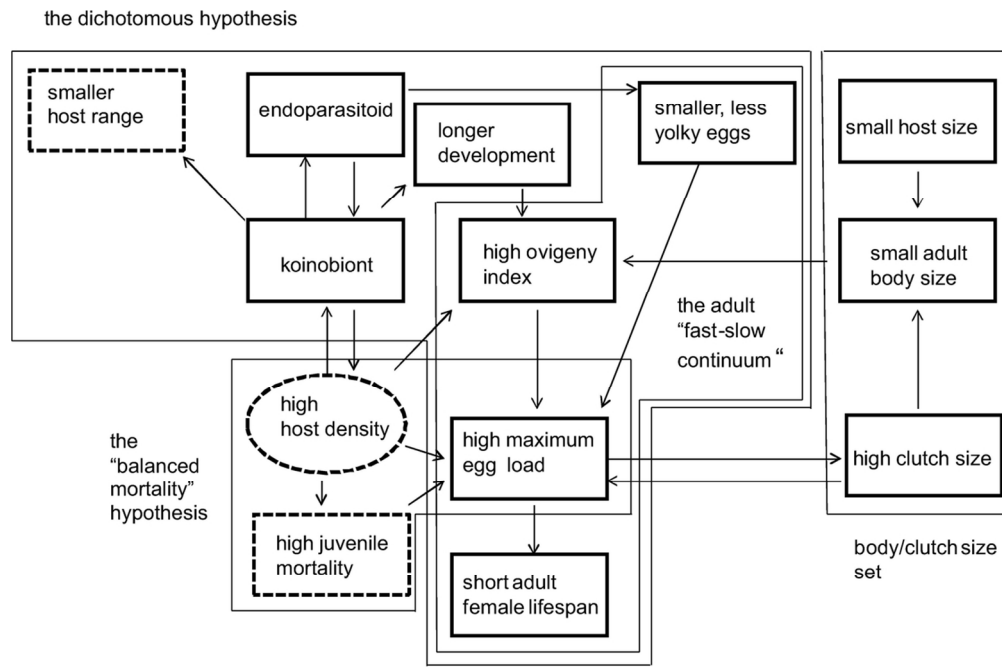 the dichotomous hypothesis
smaller
host range
endoparasitoid
longer
development
smaller, less
yolky eggs
small host size
koinobiont
high ovigeny
index
small adult
body size
the adult
“fast-slow
continuum “
high
host density
the
“balanced
mortality”
hypothesis
high maximum
egg load
high clutch size
high juvenile
mortality
short adult
female lifespan
body/clutch size
set